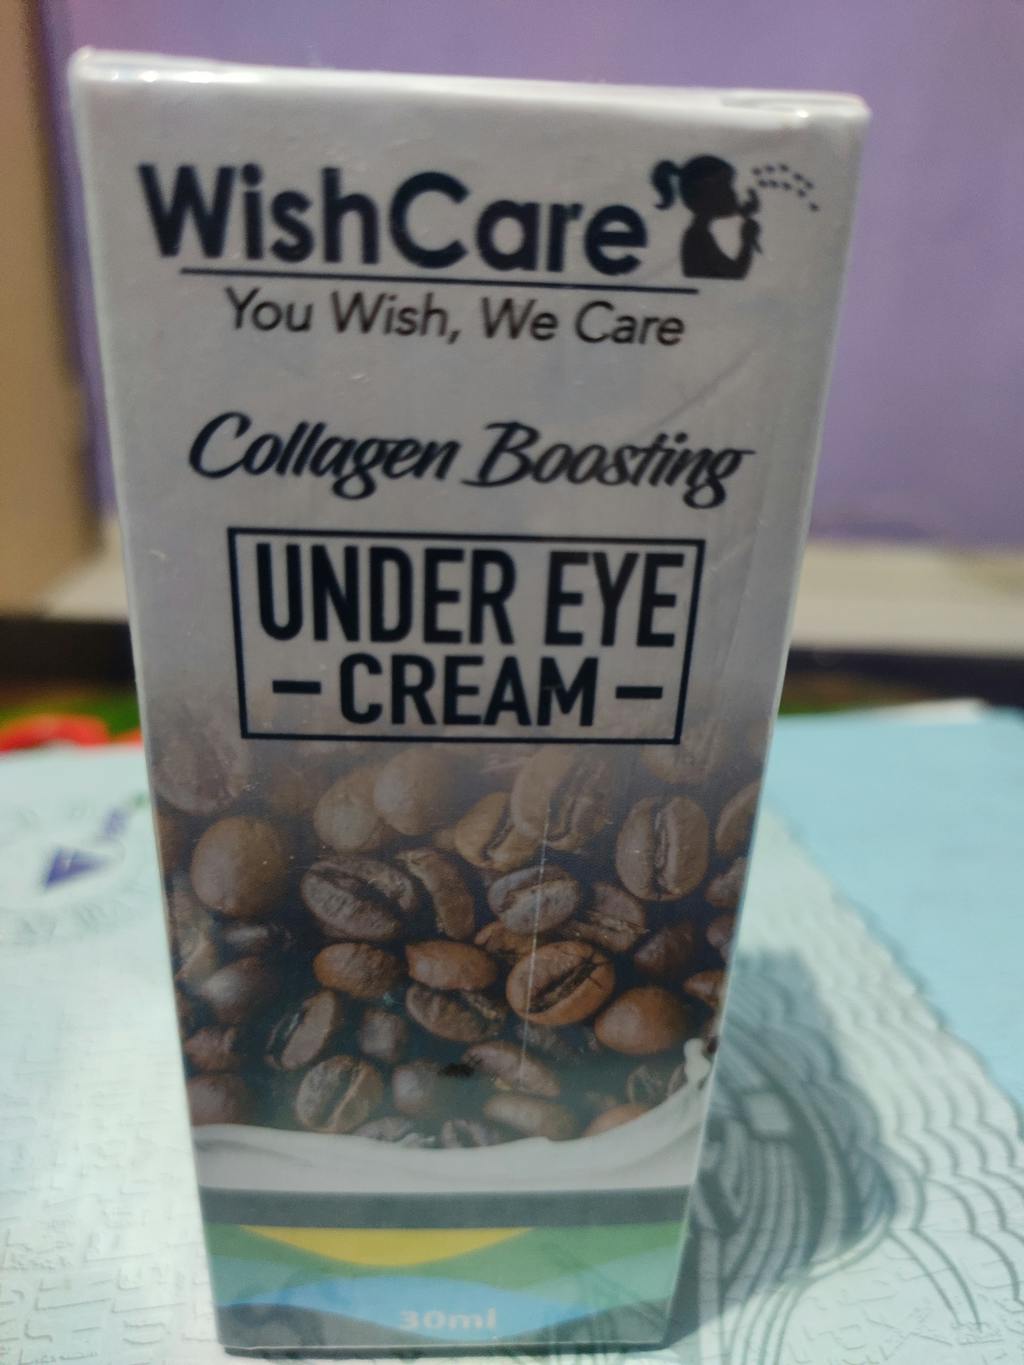 WishCare
You Wish, We Care
Collagen Boosting
UNDER EYE
- CREAM -
30ml